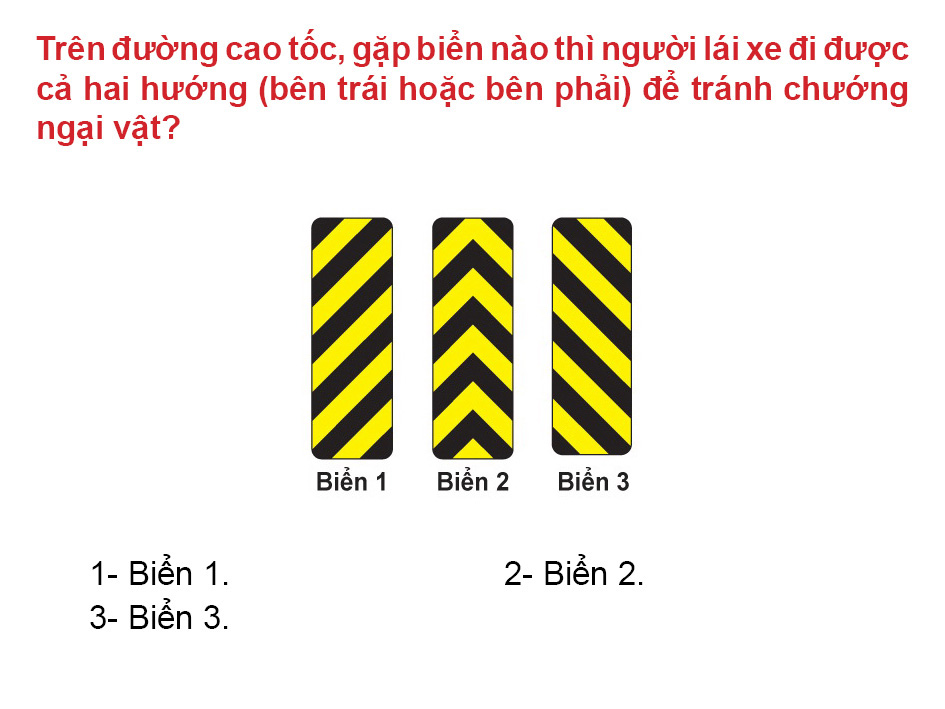 Trên đường cao tốc, gặp biển nào thì người lái xe đi được
cả hai hướng (bên trái hoặc bên phải) để tránh chướng
ngại vật?
Biển 1 Biển 2 Biển 3
1- Biển 1. 2- Biển 2.
3- Biển 3.